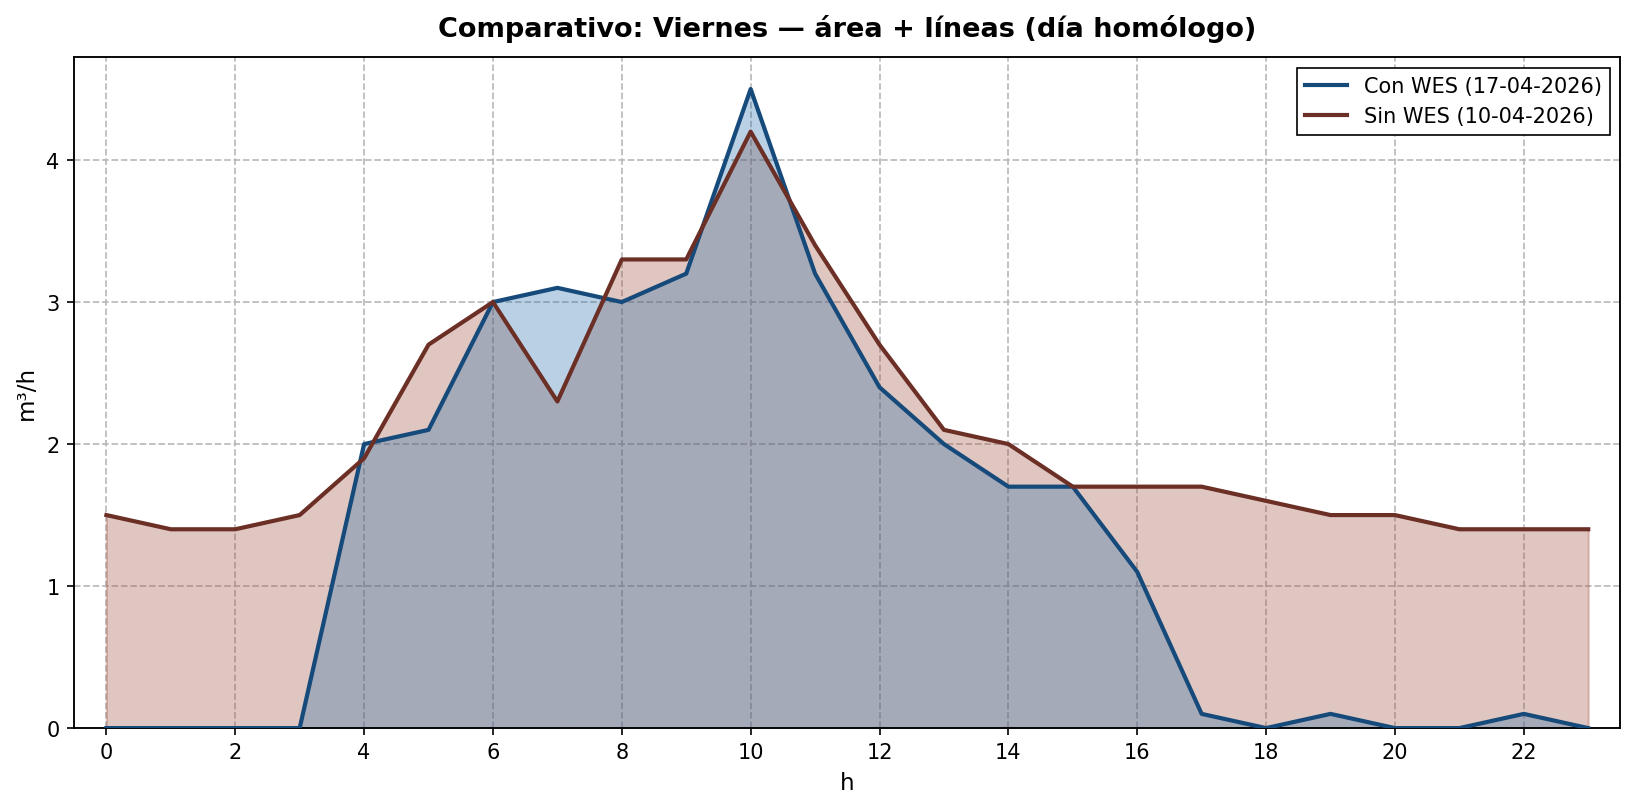 Comparativo: Viernes — área + líneas (día homólogo)
Con WES (17-04-2026)
Sin WES (10-04-2026)
m³/h
4
3
2
1
0
0 2 4 6 8 10 12 14 16 18 20 22
h